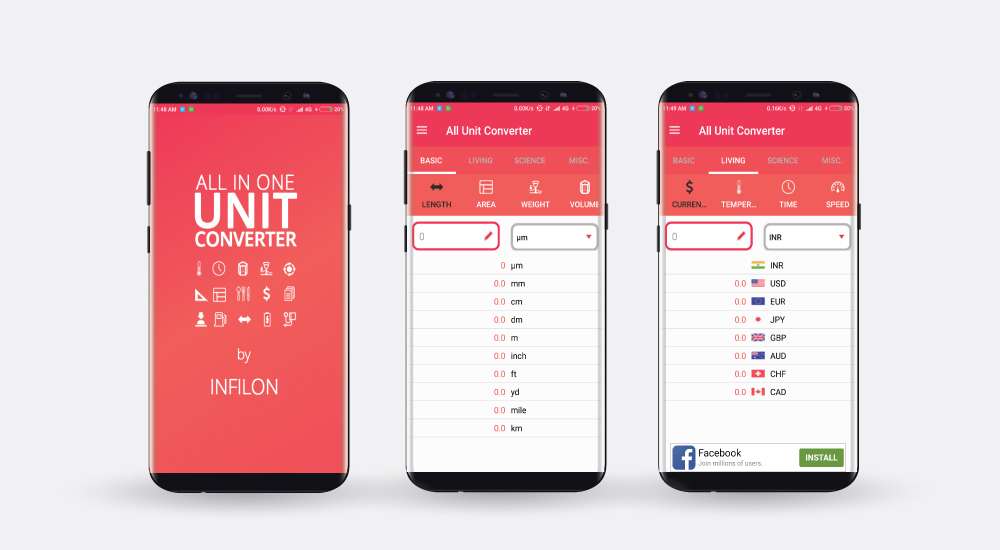 11:48 AM 0.00K/s 4G 90%
ALL IN ONE
UNIT
CONVERTER
$
by
INFILON
11:48 AM 0.00K/s 4G 90%
All Unit Converter
BASIC LIVING SCIENCE MISC.
LENGTH AREA WEIGHT VOLUME
0 µm
0 µm
0.0 mm
0.0 cm
0.0 dm
0.0 m
0.0 inch
0.0 ft
0.0 yd
0.0 mile
0.0 km
11:49 AM 0.16K/s 4G 90%
All Unit Converter
BASIC LIVING SCIENCE MISC.
$
CURREN... TEMPER... TIME SPEED
0 INR
INR
0.0 USD
0.0 EUR
0.0 JPY
0.0 GBP
0.0 AUD
0.0 CHF
0.0 CAD
f Facebook
Join millions of users.
INSTALL